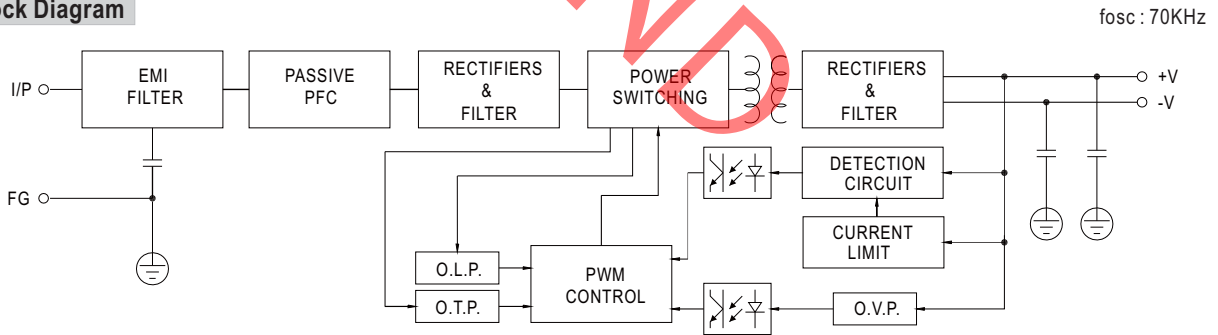 ock Diagram
fosc : 70KHz
I/P
EMI
FILTER
PASSIVE
PFC
RECTIFIERS
&
FILTER
POWER
SWITCHING
RECTIFIERS
&
FILTER
+V
-V
FG
DETECTION
CIRCUIT
CURRENT
LIMIT
O.L.P.
O.T.P.
PWM
CONTROL
O.V.P.
ND